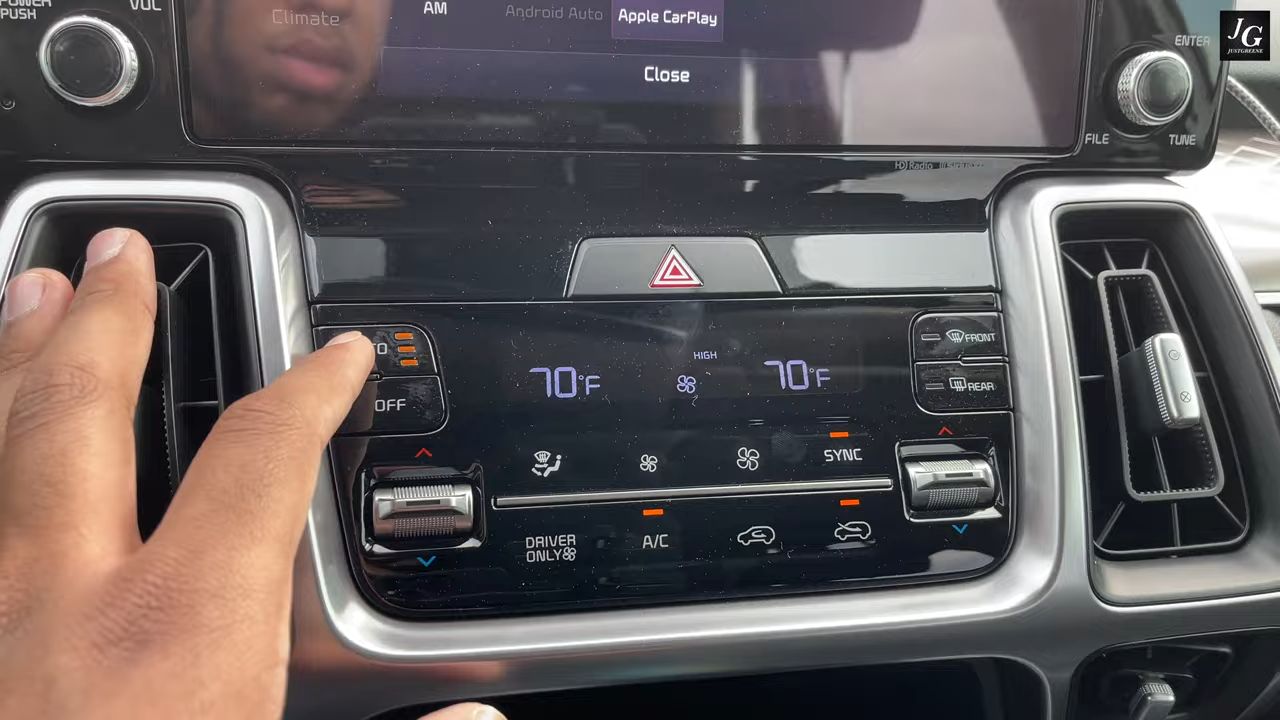 POWER
PUSH
VOL
Climate
AM
Android Auto
Apple CarPlay
Close
JG
JUSTGREENE
ENTER
FILE
TUNE
HD Radio
SiriusXM
O
OFF
70°F
HIGH
70°F
FRONT
REAR
SYNC
DRIVER
ONLY
A/C